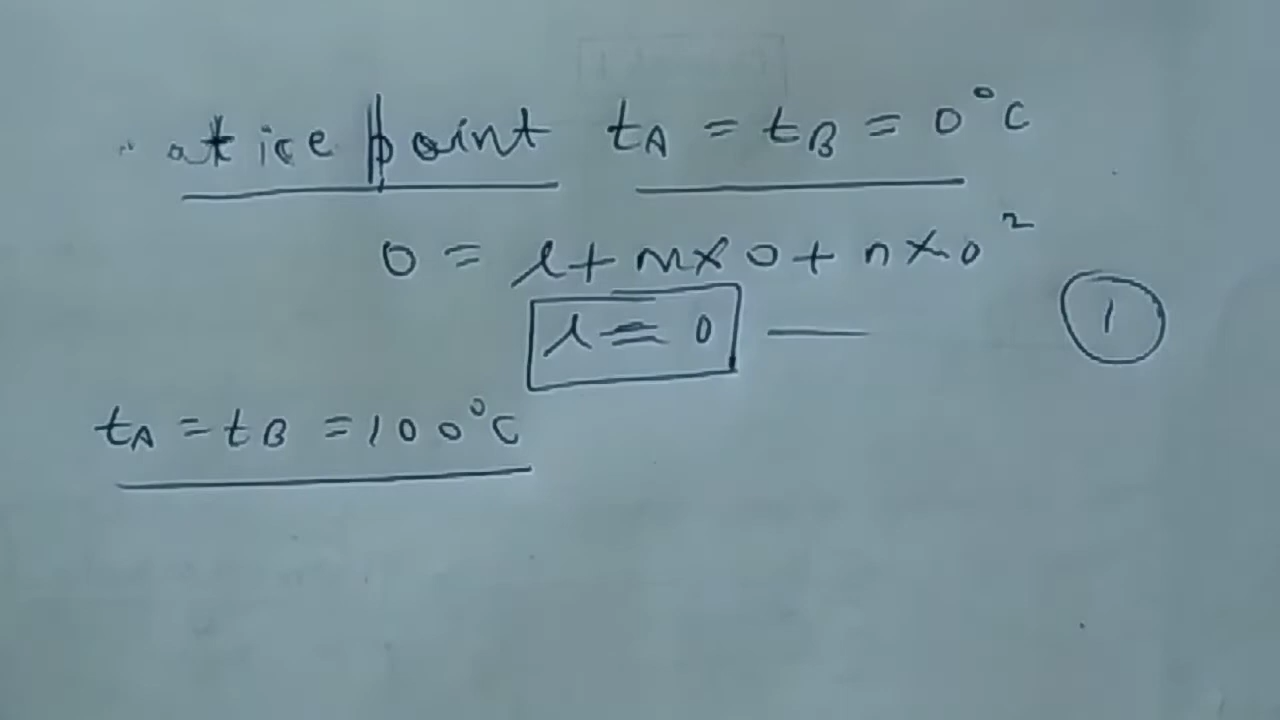 at ice point tA = tB = 0°C
0 = l + m×0 + n×0²
l = 0 — ①
tA = tB = 100°C